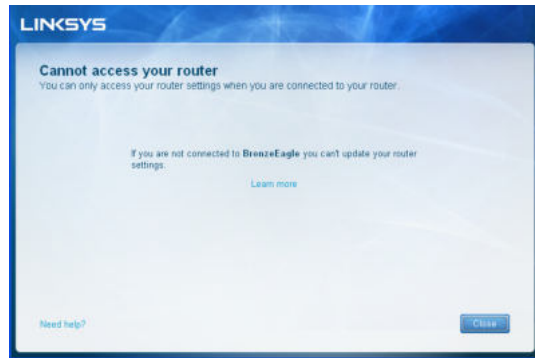 LINKSYS
Cannot access your router
You can only access your router settings when you are connected to your router.
If you are not connected to BronzeEagle you can't update your router
settings.
Learn more
Need help?
Close